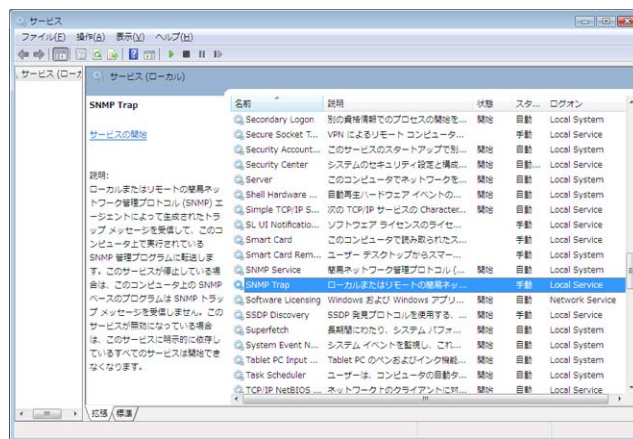 サービス
ファイル(F) 操作(A) 表示(V) ヘルプ(H)
サービス (ローカ
サービス (ローカル)
SNMP Trap
サービスの開始
説明:
ローカルまたはリモートの簡易ネッ
トワーク管理プロトコル (SNMP) エ
ージェントによって生成されたトラ
ップ メッセージを受信して、このコ
ンピュータ上で実行されている
SNMP 管理プログラムに転送しま
す。このサービスが停止している場
合は、このコンピュータ上の SNMP
ベースのプログラムは SNMP トラッ
プ メッセージを受信しません。この
サービスが無効になっている場合
は、このサービスに明示的に依存し
ているすべてのサービスは開始でき
なくなります。
名前 説明 状態 スタ... ログオン
Secondary Logon 別の資格情報でのプロセスの開始を... 開始 自動 Local System
Secure Socket T... VPN によるリモート コンピュータ... 手動 Local Service
Security Account... このサービスのスタートアップで別... 開始 自動 Local System
Security Center システムのセキュリティ設定と構成... 開始 自動... Local Service
Server このコンピュータでネットワークを... 開始 自動 Local System
Shell Hardware ... 自動再生ハードウェア イベントの... 開始 自動 Local System
Simple TCP/IP S... 次の TCP/IP サービスの Character... 開始 自動 Local Service
SL UI Notificatio... ソフトウェア ライセンスのライセ... 手動 Local Service
Smart Card このコンピュータで読み取られたス... 手動 Local Service
Smart Card Rem... ユーザー デスクトップからスマー... 手動 Local System
SNMP Service 簡易ネットワーク管理プロトコル (... 開始 自動 Local System
SNMP Trap ローカルまたはリモートの簡易ネッ... 手動 Local Service
Software Licensing Windows および Windows アプリ... 開始 自動 Network Service
SSDP Discovery SSDP 発見プロトコルを使用する、... 開始 手動 Local Service
Superfetch 長期間にわたり、システム パフォ... 開始 自動 Local System
System Event N... システム イベントを監視し、これ... 開始 自動 Local System
Tablet PC Input ... Tablet PC のペンおよびインク機能... 開始 自動 Local System
Task Scheduler ユーザーは、コンピュータの自動タ... 開始 自動 Local System
TCP/IP NetBIOS ... ネットワーク上のクライアントに対... 開始 自動 Local Service
拡張 標準